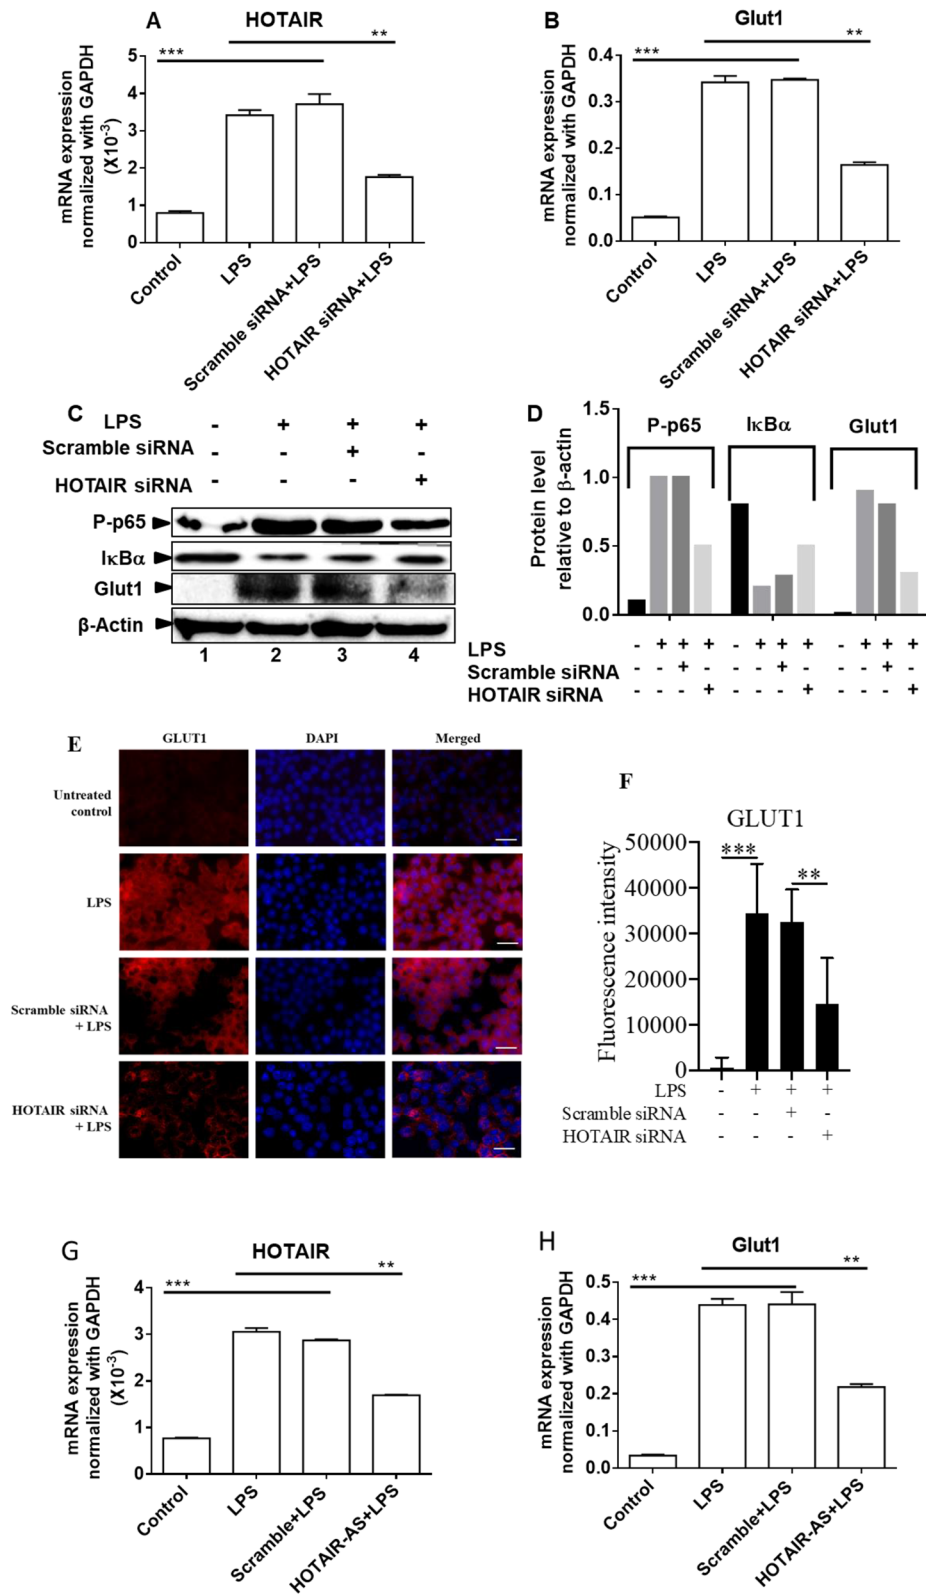 A
HOTAIR
***
**
mRNA expression
normalized with GAPDH
(X10-3)
5
4
3
2
1
0
Control
LPS
Scramble siRNA+LPS
HOTAIR siRNA+LPS
B
Glut1
***
**
mRNA expression
normalized with GAPDH
0.4
0.3
0.2
0.1
0.0
Control
LPS
Scramble siRNA+LPS
HOTAIR siRNA+LPS
C
LPS - + + +
Scramble siRNA - - + -
HOTAIR siRNA - - - +
P-p65
IκBα
Glut1
β-Actin
1 2 3 4
D
Protein level
relative to β-actin
1.5
1.0
0.5
0.0
P-p65 IκBα Glut1
LPS - + + + - + + + - + + +
Scramble siRNA - - + - - - + - - - + -
HOTAIR siRNA - - - + - - - + - - - +
E
GLUT1 DAPI Merged
Untreated
control
LPS
Scramble siRNA
+ LPS
HOTAIR siRNA
+ LPS
F
GLUT1
Fluorescence intensity
50000
40000
30000
20000
10000
0
***
**
LPS - + + +
Scramble siRNA - - + -
HOTAIR siRNA - - - +
G
HOTAIR
***
**
mRNA expression
normalized with GAPDH
(X10-3)
4
3
2
1
0
Control
LPS
Scramble+LPS
HOTAIR-AS+LPS
H
Glut1
***
**
mRNA expression
normalized with GAPDH
0.5
0.4
0.3
0.2
0.1
0.0
Control
LPS
Scramble+LPS
HOTAIR-AS+LPS